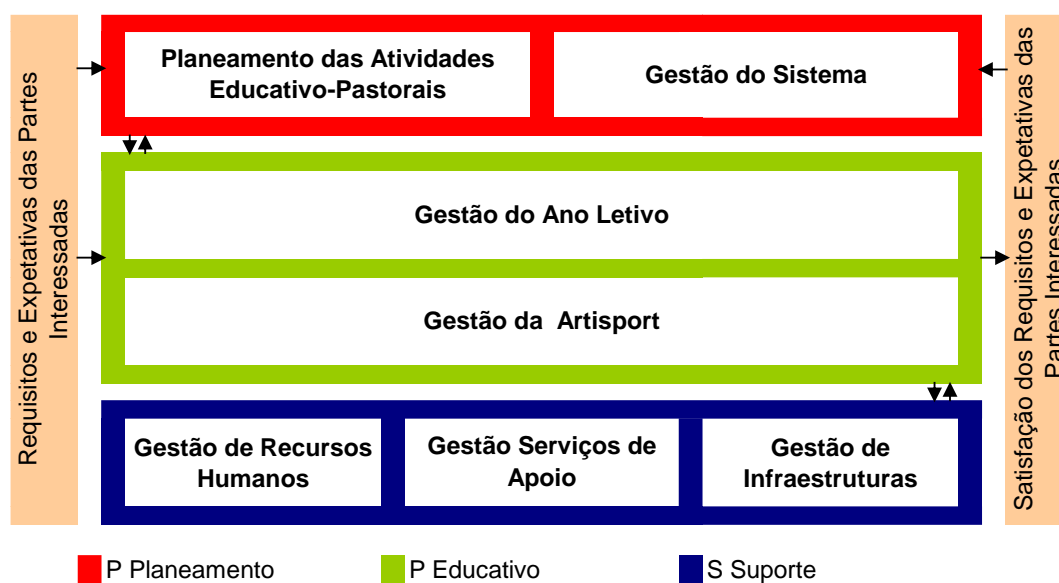 Requisitos e Expetativas das Partes
Interessadas
Planeamento das Atividades
Educativo-Pastorais
Gestão do Sistema
Gestão do Ano Letivo
Gestão da Artisport
Gestão de Recursos
Humanos
Gestão Serviços de
Apoio
Gestão de
Infraestruturas
Satisfação dos Requisitos e Expetativas das
Partes Interessadas
P Planeamento
P Educativo
S Suporte